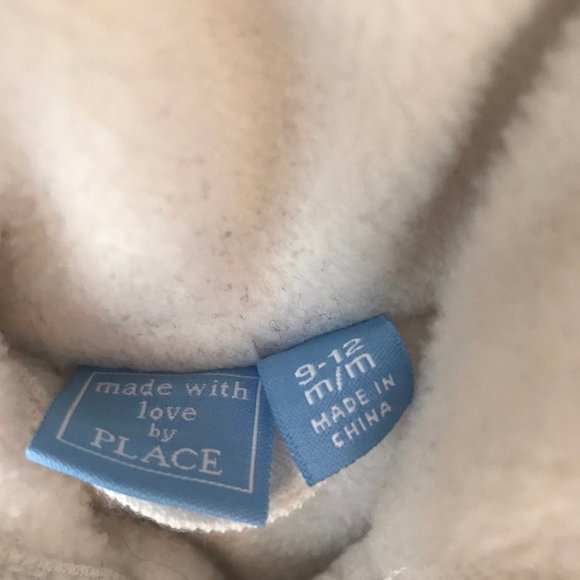 made with
love
by
PLACE
9-12
m/m
MADE IN
CHINA